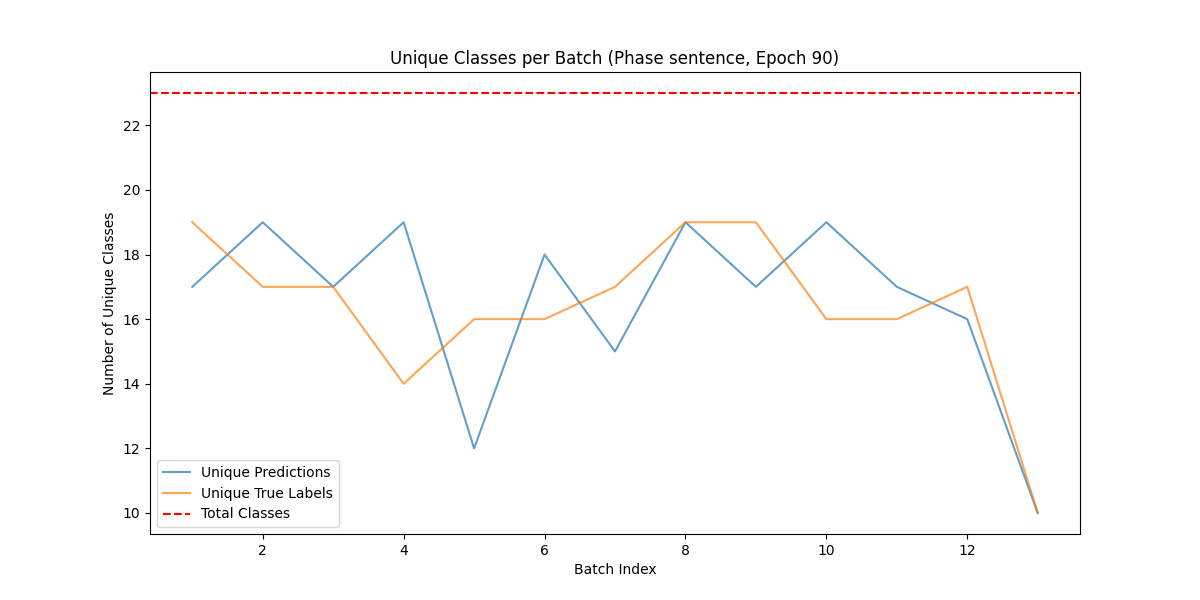 Unique Classes per Batch (Phase sentence, Epoch 90)
Number of Unique Classes
22
20
18
16
14
12
10
Unique Predictions
Unique True Labels
Total Classes
2
4
6
8
10
12
Batch Index